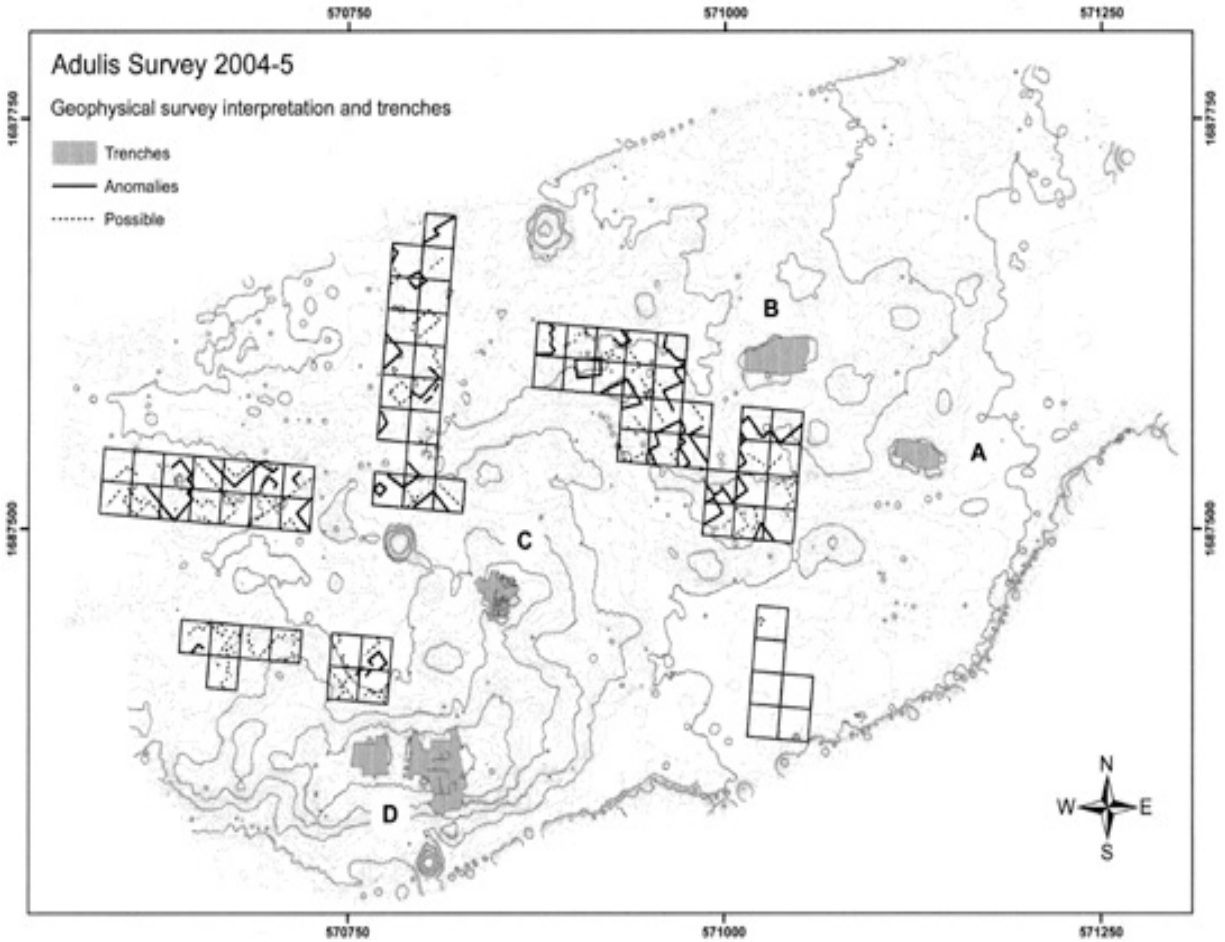 570750 571000 571250
Adulis Survey 2004-5
Geophysical survey interpretation and trenches
1687750 1687750
Trenches
Anomalies
Possible
B
A
1687500 1687500
C
N
W E
S
D
570750 571000 571250